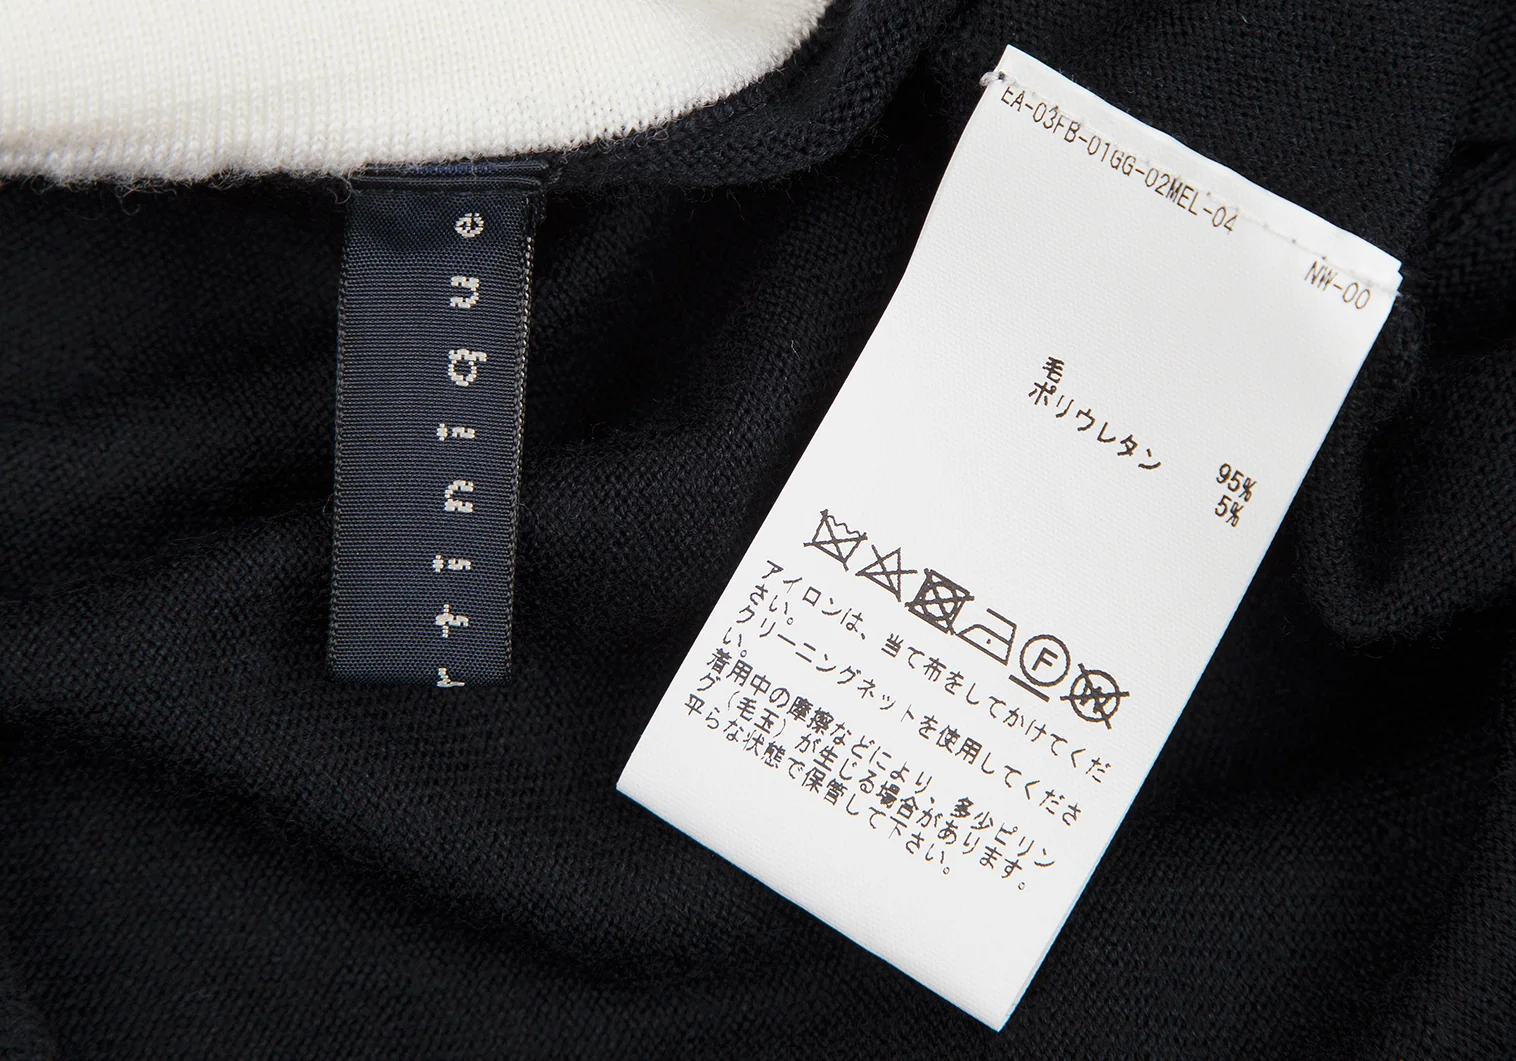 enbiuit
EA-03FB-01GG-02MEL-04
NW-00
毛 95%
ポリウレタン 5%
F
W
アイロンは、当て布をしてかけてくだ
さい。
クリーニングネットを使用してくださ
い。
着用中の摩擦などにより、多少ピリン
グ(毛玉)が生じる場合があります。
平らな状態で保管して下さい。